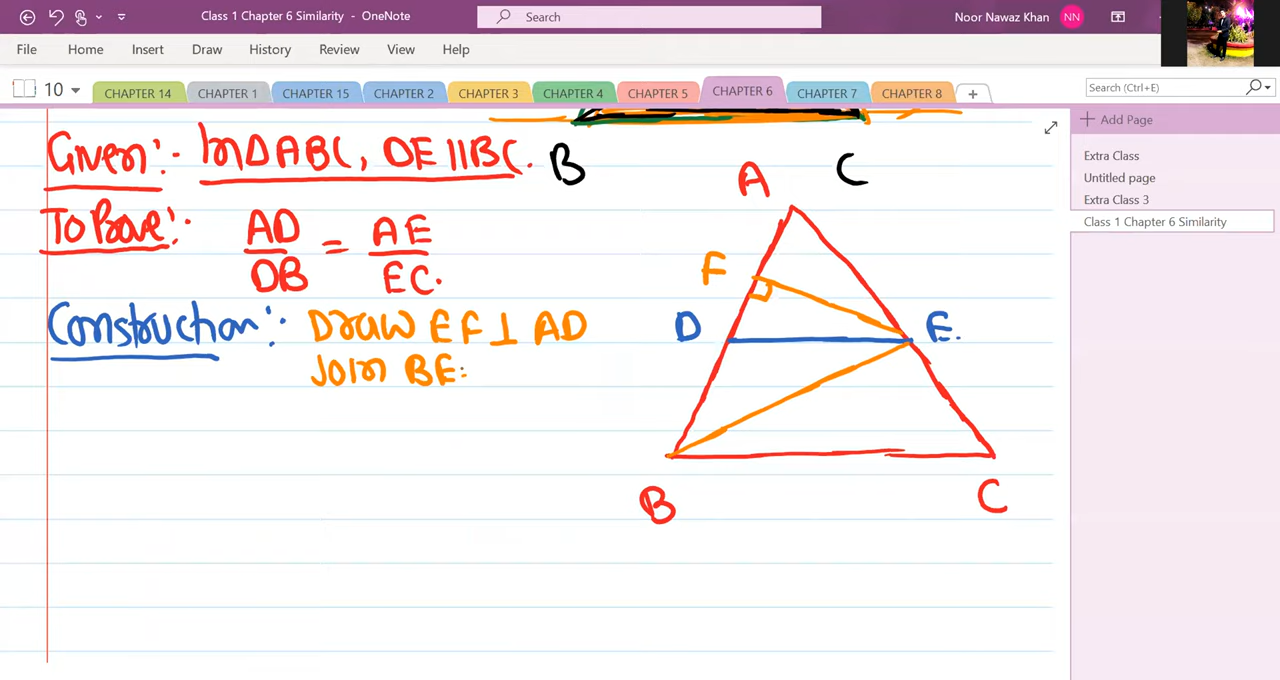 Class 1 Chapter 6 Similarity - OneNote
Search
Noor Nawaz Khan
NN
File Home Insert Draw History Review View Help
10
CHAPTER 14 CHAPTER 1 CHAPTER 15 CHAPTER 2 CHAPTER 3 CHAPTER 4 CHAPTER 5 CHAPTER 6 CHAPTER 7 CHAPTER 8 +
Search (Ctrl+E)
Add Page
Extra Class
Untitled page
Extra Class 3
Class 1 Chapter 6 Similarity
B C
Given:- In Δ ABC, DE || BC.
To Prove:- AD/DB = AE/EC.
Construction:- Draw EF ⊥ AD
Join BE:
A
F
D E.
B C